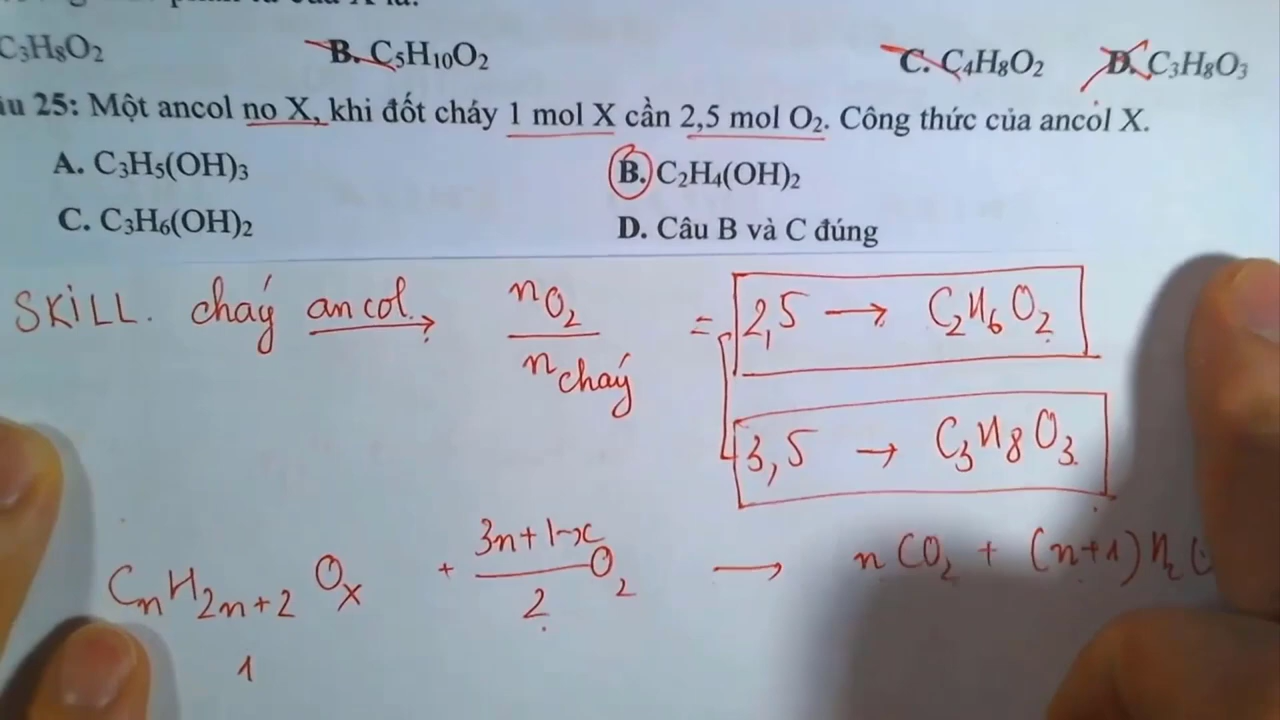 C3H8O2 B. C5H10O2 C. C4H8O2 D. C3H8O3
25: Một ancol no X, khi đốt cháy 1 mol X cần 2,5 mol O2. Công thức của ancol X.
A. C3H5(OH)3 B. C2H4(OH)2
C. C3H6(OH)2 D. Câu B và C đúng
SKILL. cháy ancol → nO2 / n cháy = 2,5 → C2H6O2
3,5 → C3H8O3
CnH2n+2Ox + (3n+1-x)/2 O2 → nCO2 + (n+1)H2O
1